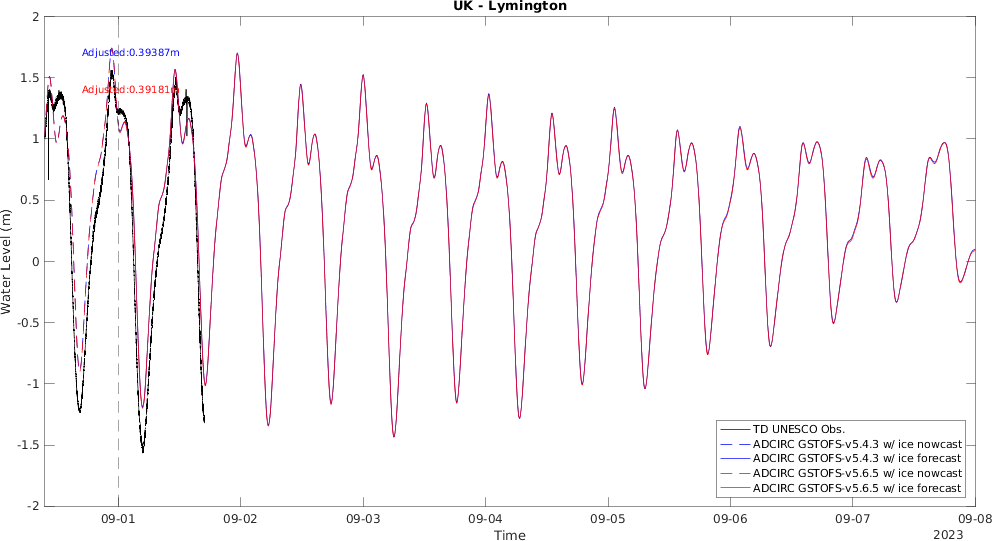 UK - Lymington
2
1.5
1
0.5
0
-0.5
-1
-1.5
-2
Water Level (m)
Adjusted:0.39387m
Adjusted:0.39181m
TD UNESCO Obs.
ADCIRC GSTOFS-v5.4.3 w/ ice nowcast
ADCIRC GSTOFS-v5.4.3 w/ ice forecast
ADCIRC GSTOFS-v5.6.5 w/ ice nowcast
ADCIRC GSTOFS-v5.6.5 w/ ice forecast
09-01 09-02 09-03 09-04 09-05 09-06 09-07 09-08
Time
2023